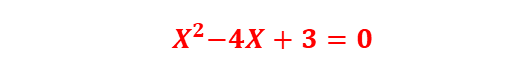 X²–4X + 3 = 0